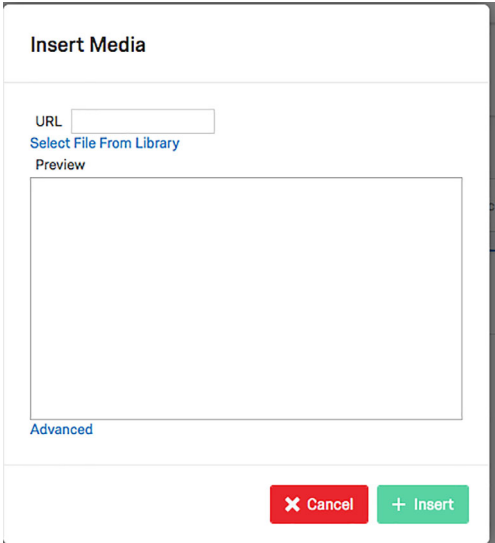 Insert Media
URL
Select File From Library
Preview
Advanced
Cancel
Insert